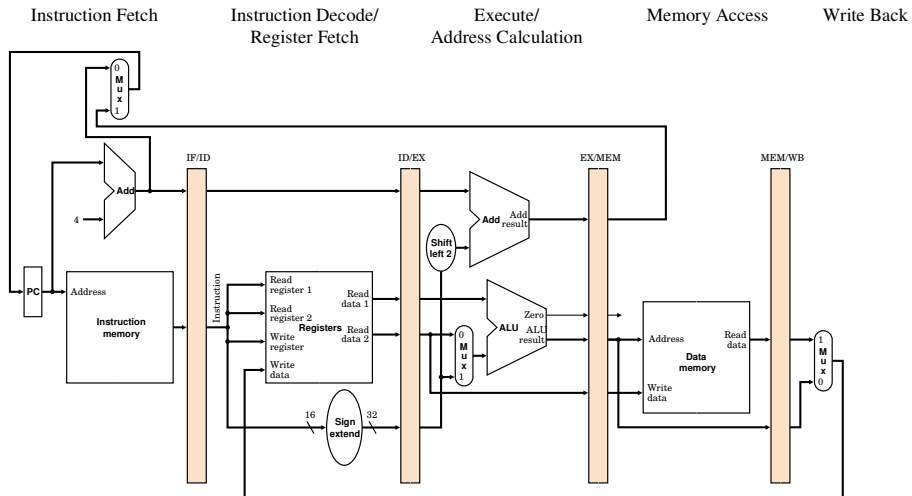 Instruction Fetch
Instruction Decode/
Register Fetch
Execute/
Address Calculation
Memory Access
Write Back
0
M
u
x
1
IF/ID
ID/EX
EX/MEM
MEM/WB
Add
4
Add
Add
result
Shift
left 2
PC
Address
Instruction
memory
Instruction
Read
register 1
Read
register 2
Write
register
Write
data
Registers
Read
data 1
Read
data 2
0
M
u
x
1
Zero
ALU
ALU
result
Address
Write
data
Data
memory
Read
data
1
M
u
x
0
16
Sign
extend
32